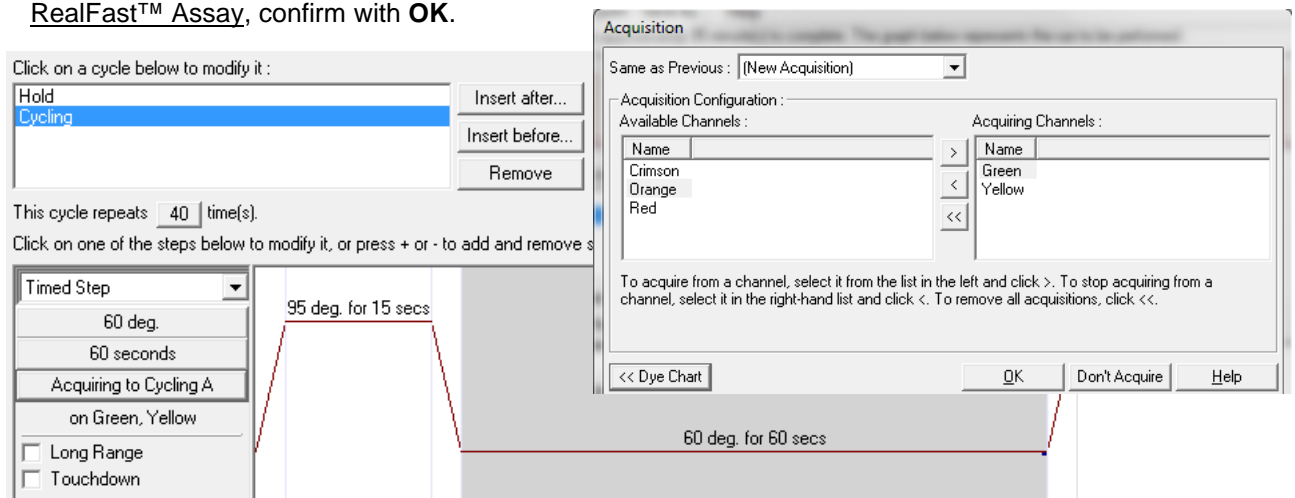 RealFast™ Assay, confirm with OK.
Click on a cycle below to modify it :
Hold
Cycling
Insert after...
Insert before...
Remove
This cycle repeats 40 time(s).
Click on one of the steps below to modify it, or press + or - to add and remove s
Timed Step
60 deg.
60 seconds
Acquiring to Cycling A
on Green, Yellow
Long Range
Touchdown
95 deg. for 15 secs
60 deg. for 60 secs
Acquisition
Same as Previous : (New Acquisition)
Acquisition Configuration :
Available Channels :
Name
Crimson
Orange
Red
>
<
<<
Acquiring Channels :
Name
Green
Yellow
To acquire from a channel, select it from the list in the left and click >. To stop acquiring from a
channel, select it in the right-hand list and click <. To remove all acquisitions, click <<.
<< Dye Chart
OK
Don't Acquire
Help